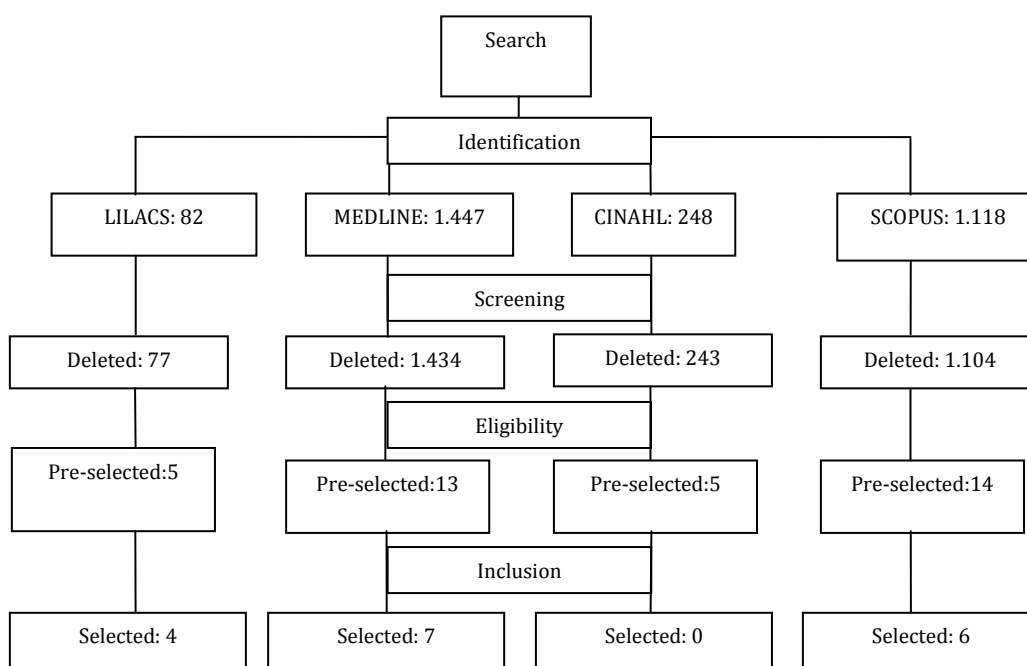 Search
Identification
LILACS: 82
MEDLINE: 1.447
CINAHL: 248
SCOPUS: 1.118
Screening
Deleted: 77
Deleted: 1.434
Deleted: 243
Deleted: 1.104
Eligibility
Pre-selected:5
Pre-selected:13
Pre-selected:5
Pre-selected:14
Inclusion
Selected: 4
Selected: 7
Selected: 0
Selected: 6